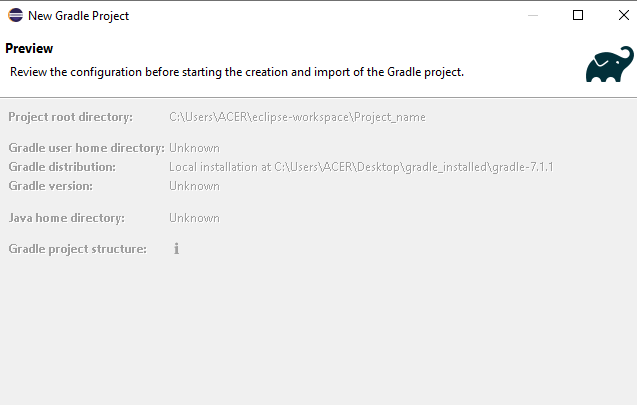 New Gradle Project
Preview
Review the configuration before starting the creation and import of the Gradle project.
Project root directory: C:\Users\ACER\eclipse-workspace\Project_name
Gradle user home directory: Unknown
Gradle distribution: Local installation at C:\Users\ACER\Desktop\gradle_installed\gradle-7.1.1
Gradle version: Unknown
Java home directory: Unknown
Gradle project structure: